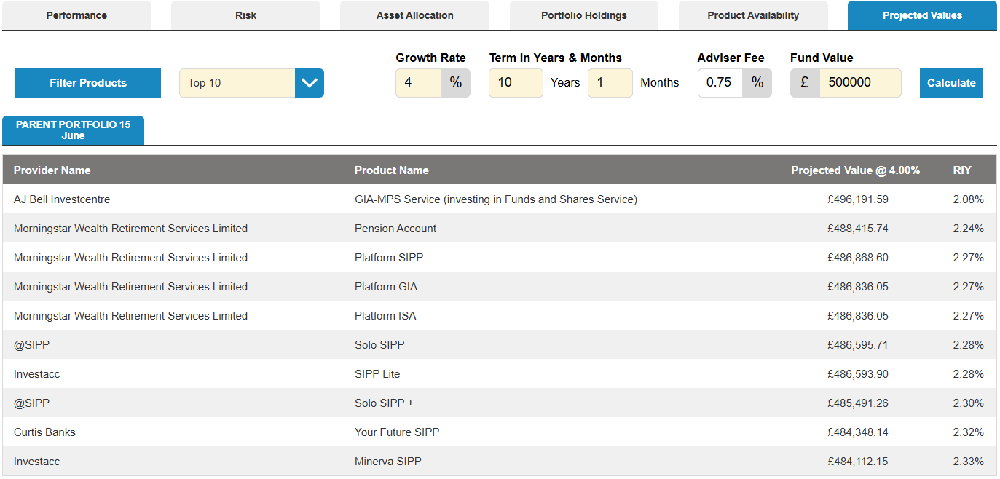 Performance Risk Asset Allocation Portfolio Holdings Product Availability Projected Values
Growth Rate Term in Years & Months Adviser Fee Fund Value
Filter Products Top 10 4 % 10 Years 1 Months 0.75 % £ 500000 Calculate
PARENT PORTFOLIO 15
June
Provider Name Product Name Projected Value @ 4.00% RIY
AJ Bell Investcentre GIA-MPS Service (investing in Funds and Shares Service) £496,191.59 2.08%
Morningstar Wealth Retirement Services Limited Pension Account £488,415.74 2.24%
Morningstar Wealth Retirement Services Limited Platform SIPP £486,868.60 2.27%
Morningstar Wealth Retirement Services Limited Platform GIA £486,836.05 2.27%
Morningstar Wealth Retirement Services Limited Platform ISA £486,836.05 2.27%
@SIPP Solo SIPP £486,595.71 2.28%
Investacc SIPP Lite £486,593.90 2.28%
@SIPP Solo SIPP + £485,491.26 2.30%
Curtis Banks Your Future SIPP £484,348.14 2.32%
Investacc Minerva SIPP £484,112.15 2.33%